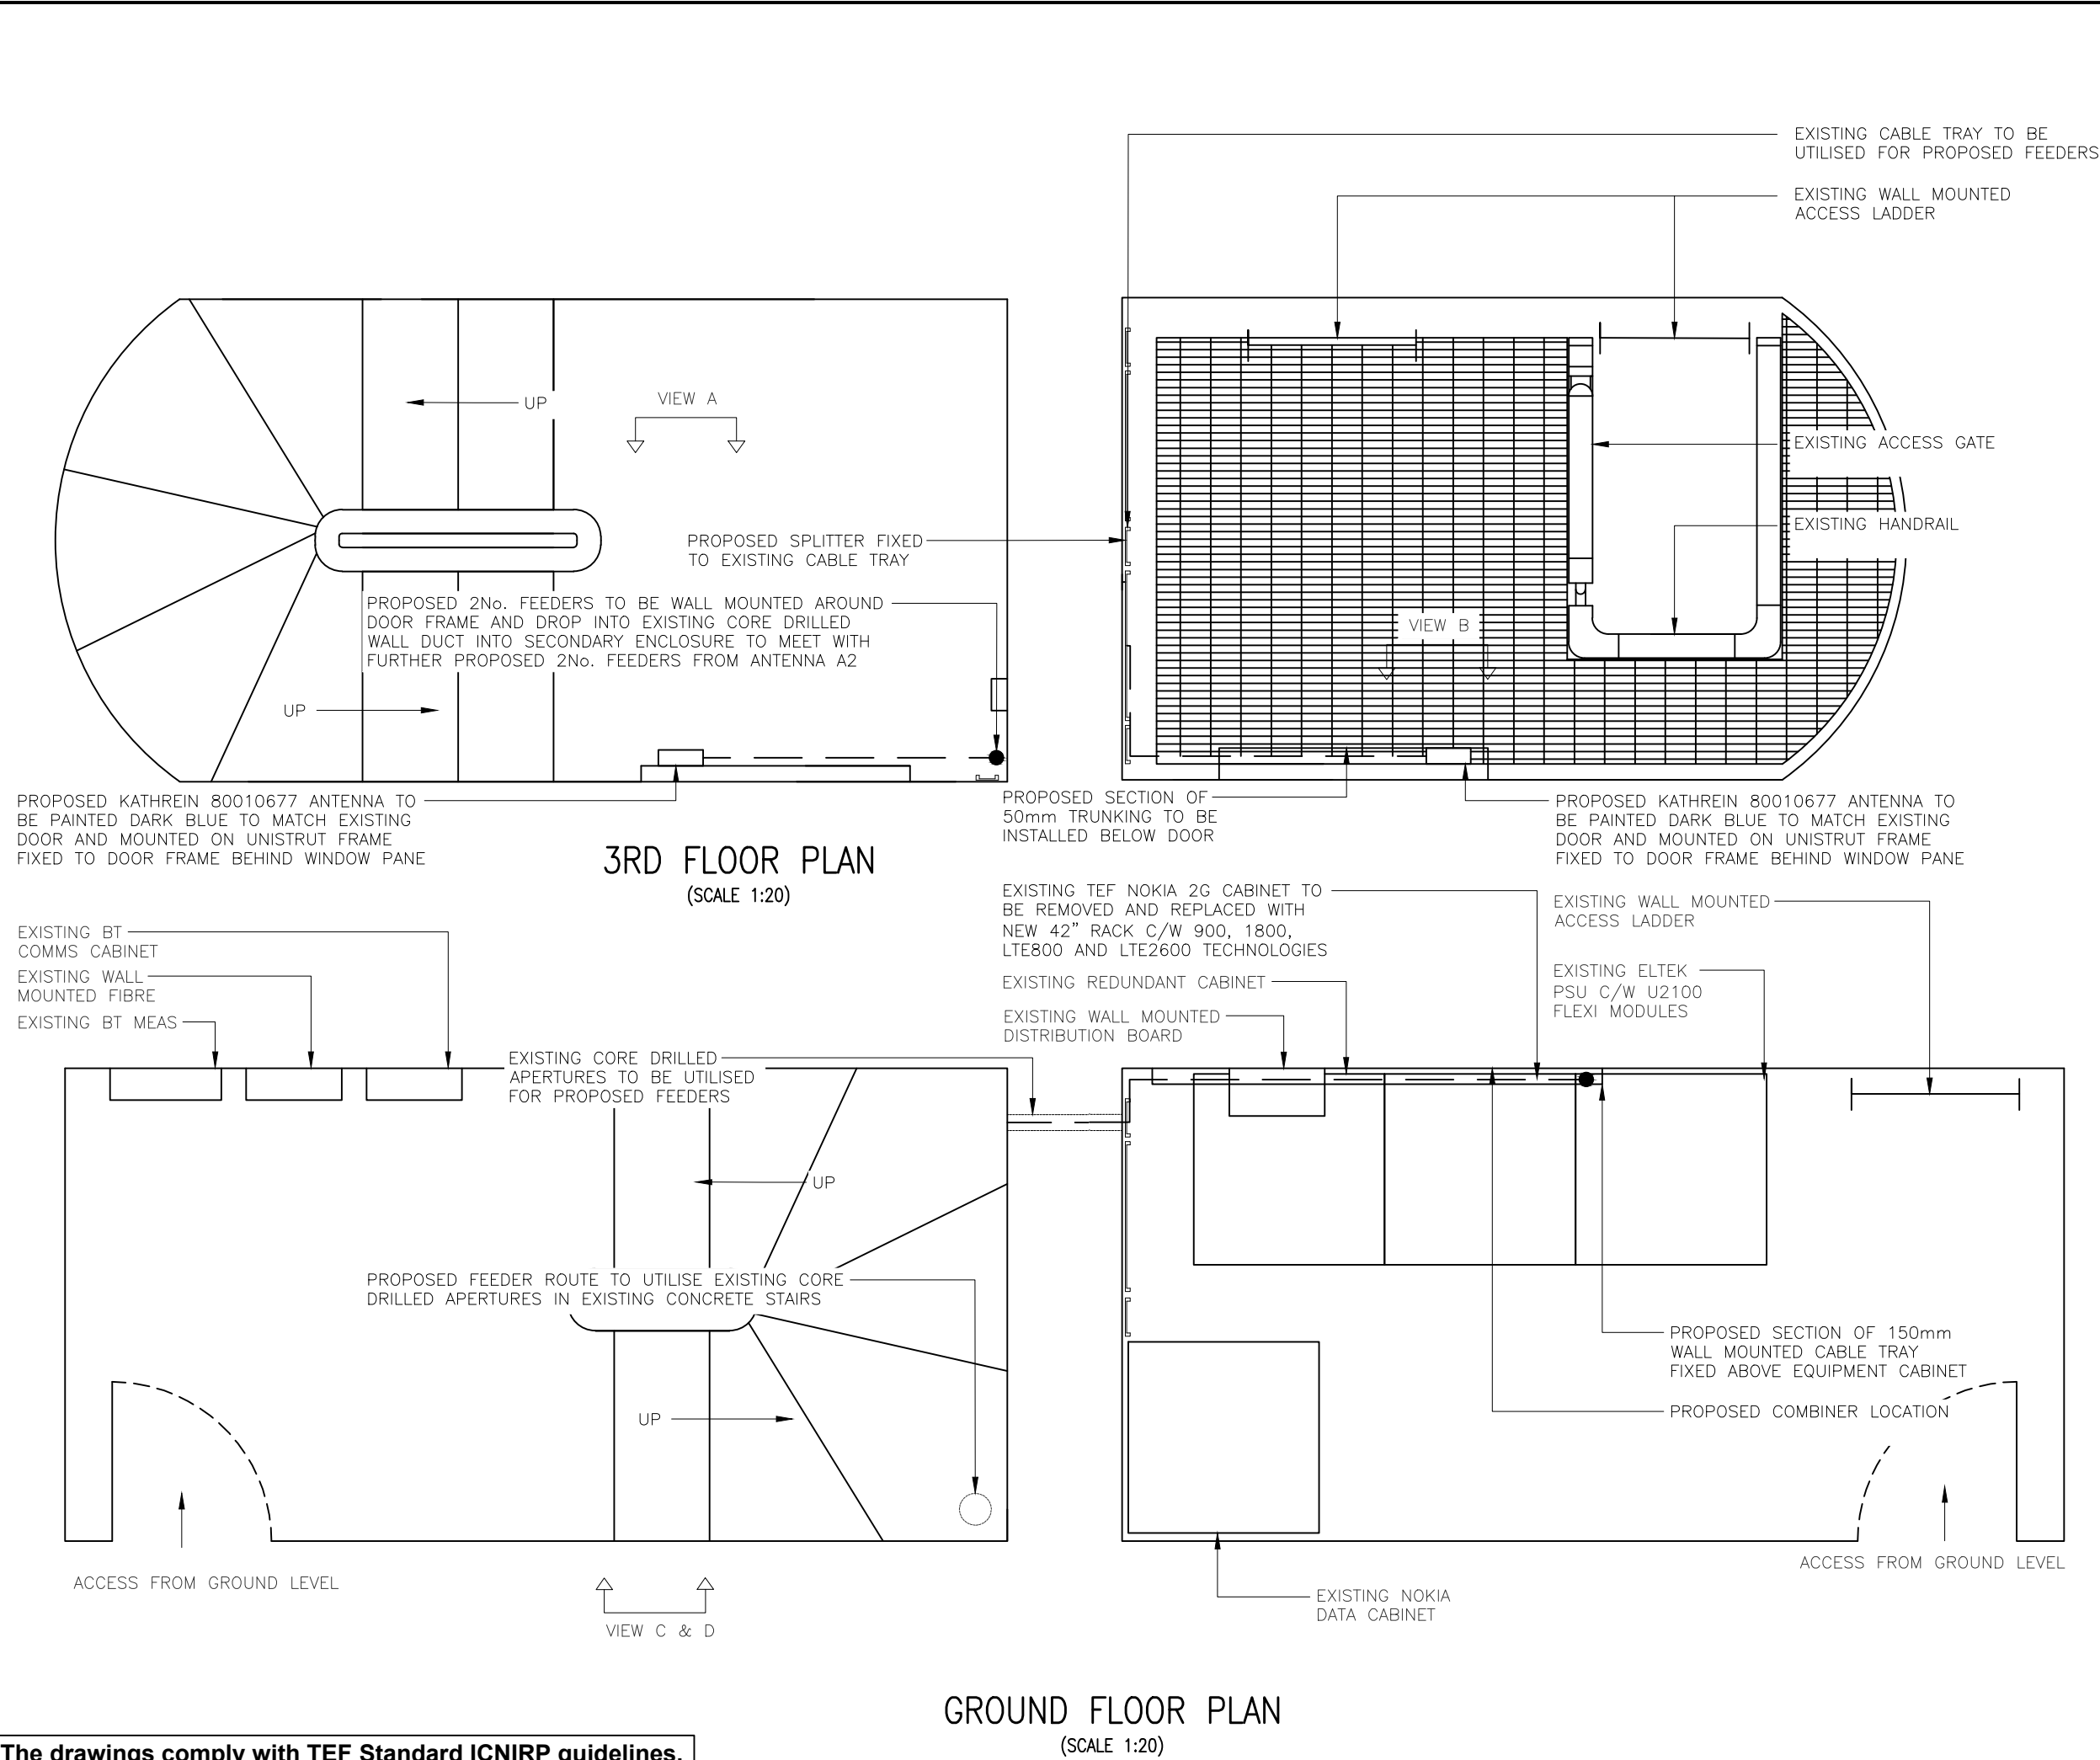 EXISTING CABLE TRAY TO BE
UTILISED FOR PROPOSED FEEDERS
EXISTING WALL MOUNTED
ACCESS LADDER
UP
VIEW A
EXISTING ACCESS GATE
EXISTING HANDRAIL
PROPOSED SPLITTER FIXED
TO EXISTING CABLE TRAY
PROPOSED 2No. FEEDERS TO BE WALL MOUNTED AROUND
DOOR FRAME AND DROP INTO EXISTING CORE DRILLED
WALL DUCT INTO SECONDARY ENCLOSURE TO MEET WITH
FURTHER PROPOSED 2No. FEEDERS FROM ANTENNA A2
VIEW B
UP
PROPOSED KATHREIN 80010677 ANTENNA TO
BE PAINTED DARK BLUE TO MATCH EXISTING
DOOR AND MOUNTED ON UNISTRUT FRAME
FIXED TO DOOR FRAME BEHIND WINDOW PANE
PROPOSED SECTION OF
50mm TRUNKING TO BE
INSTALLED BELOW DOOR
PROPOSED KATHREIN 80010677 ANTENNA TO
BE PAINTED DARK BLUE TO MATCH EXISTING
DOOR AND MOUNTED ON UNISTRUT FRAME
FIXED TO DOOR FRAME BEHIND WINDOW PANE
3RD FLOOR PLAN
(SCALE 1:20)
EXISTING BT
COMMS CABINET
EXISTING WALL
MOUNTED FIBRE
EXISTING BT MEAS
EXISTING TEF NOKIA 2G CABINET TO
BE REMOVED AND REPLACED WITH
NEW 42" RACK C/W 900, 1800,
LTE800 AND LTE2600 TECHNOLOGIES
EXISTING REDUNDANT CABINET
EXISTING WALL MOUNTED
DISTRIBUTION BOARD
EXISTING WALL MOUNTED
ACCESS LADDER
EXISTING ELTEK
PSU C/W U2100
FLEXI MODULES
EXISTING CORE DRILLED
APERTURES TO BE UTILISED
FOR PROPOSED FEEDERS
UP
PROPOSED FEEDER ROUTE TO UTILISE EXISTING CORE
DRILLED APERTURES IN EXISTING CONCRETE STAIRS
UP
PROPOSED SECTION OF 150mm
WALL MOUNTED CABLE TRAY
FIXED ABOVE EQUIPMENT CABINET
PROPOSED COMBINER LOCATION
ACCESS FROM GROUND LEVEL
VIEW C & D
EXISTING NOKIA
DATA CABINET
ACCESS FROM GROUND LEVEL
GROUND FLOOR PLAN
(SCALE 1:20)
The drawings comply with TEF Standard ICNIRP guidelines.